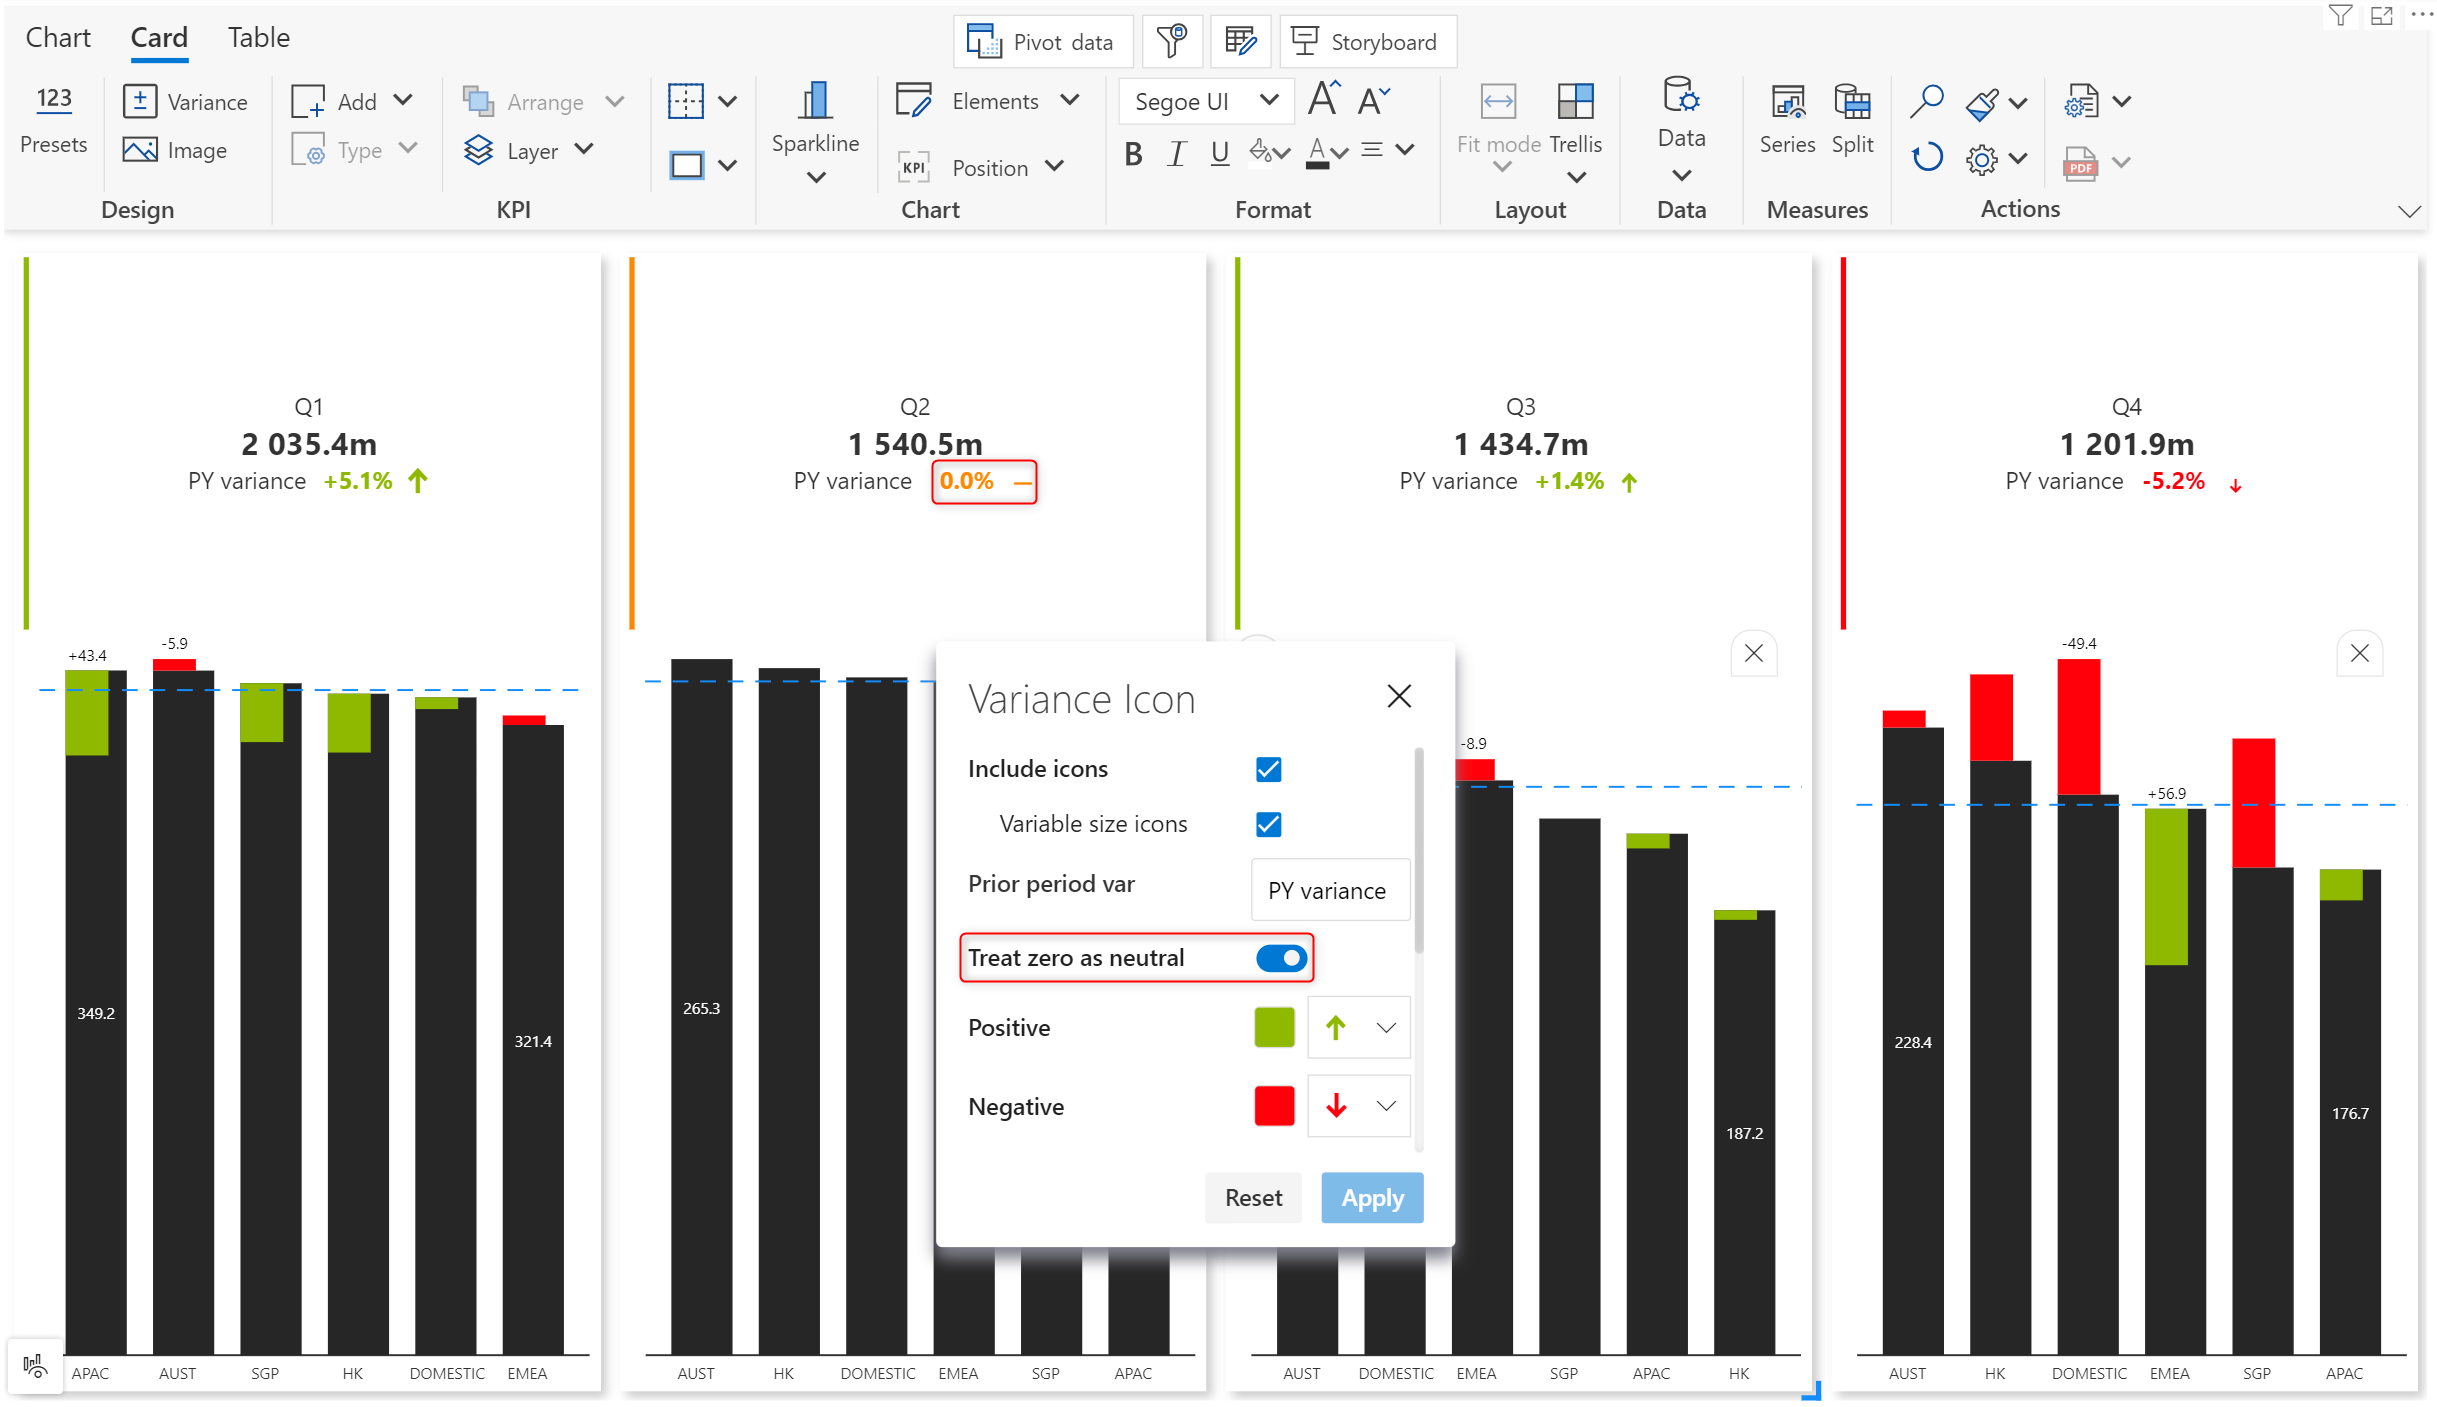 Chart Card Table
Pivot data Storyboard
123
Presets
Variance
Image
Design
Add
Type
Arrange
Layer
KPI
Sparkline
Elements
KPI
Position
Chart
Segoe UI
A A
B I U A
Format
Fit mode
Trellis
Layout
Data
Data
Series
Split
Measures
PDF
Actions
Q1
2 035.4m
PY variance +5.1%
+43.4
-5.9
349.2
321.4
APAC AUST SGP HK DOMESTIC EMEA
Q2
1 540.5m
PY variance 0.0%
265.3
AUST HK DOMESTIC EMEA SGP APAC
Q3
1 434.7m
PY variance +1.4%
-8.9
187.2
AUST DOMESTIC EMEA SGP APAC HK
Q4
1 201.9m
PY variance -5.2%
-49.4
+56.9
228.4
176.7
AUST HK DOMESTIC EMEA SGP APAC
Variance Icon
Include icons
Variable size icons
Prior period var
PY variance
Treat zero as neutral
Positive
Negative
Reset Apply